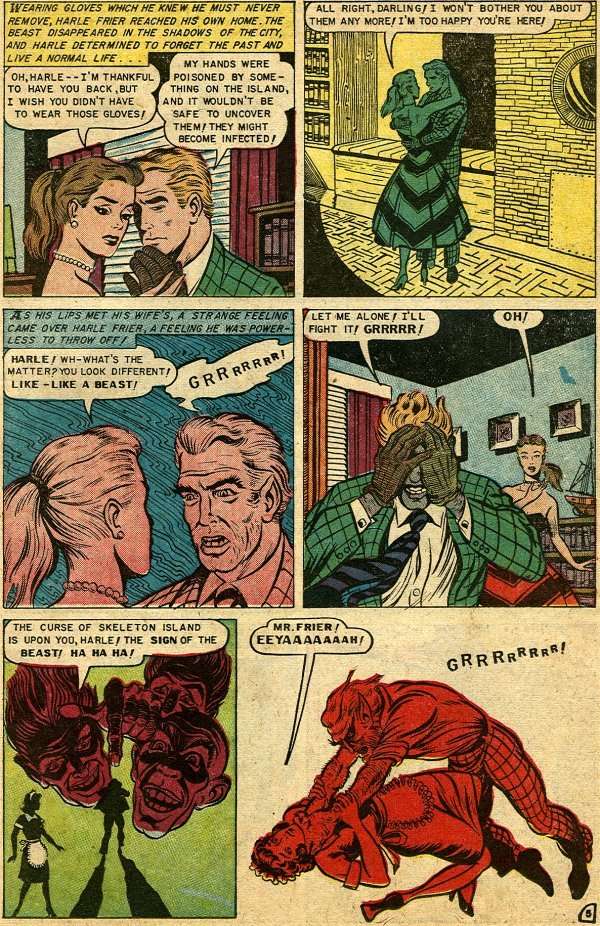 WEARING GLOVES WHICH HE KNEW HE MUST NEVER
REMOVE, HARLE FRIER REACHED HIS OWN HOME. THE
BEAST DISAPPEARED IN THE SHADOWS OF THE CITY,
AND HARLE DETERMINED TO FORGET THE PAST AND
LIVE A NORMAL LIFE . . . .
OH, HARLE -- I'M THANKFUL
TO HAVE YOU BACK, BUT
I WISH YOU DIDN'T HAVE
TO WEAR THOSE GLOVES!
MY HANDS WERE
POISONED BY SOME-
THING ON THE ISLAND,
AND IT WOULDN'T BE
SAFE TO UNCOVER
THEM! THEY MIGHT
BECOME INFECTED!
ALL RIGHT, DARLING! I WON'T BOTHER YOU ABOUT
THEM ANY MORE! I'M TOO HAPPY YOU'RE HERE!
AS HIS LIPS MET HIS WIFE'S, A STRANGE FEELING
CAME OVER HARLE FRIER, A FEELING HE WAS POWER-
LESS TO THROW OFF!
HARLE! WH-WHAT'S THE
MATTER? YOU LOOK DIFFERENT!
LIKE - LIKE A BEAST!
GRRRRRRR!
LET ME ALONE! I'LL
FIGHT IT! GRRRRR!
OH!
THE CURSE OF SKELETON ISLAND
IS UPON YOU, HARLE! THE SIGN OF THE
BEAST! HA HA HA!
MR. FRIER!
EEYAAAAAAAH!
GRRRRRRRR!
5